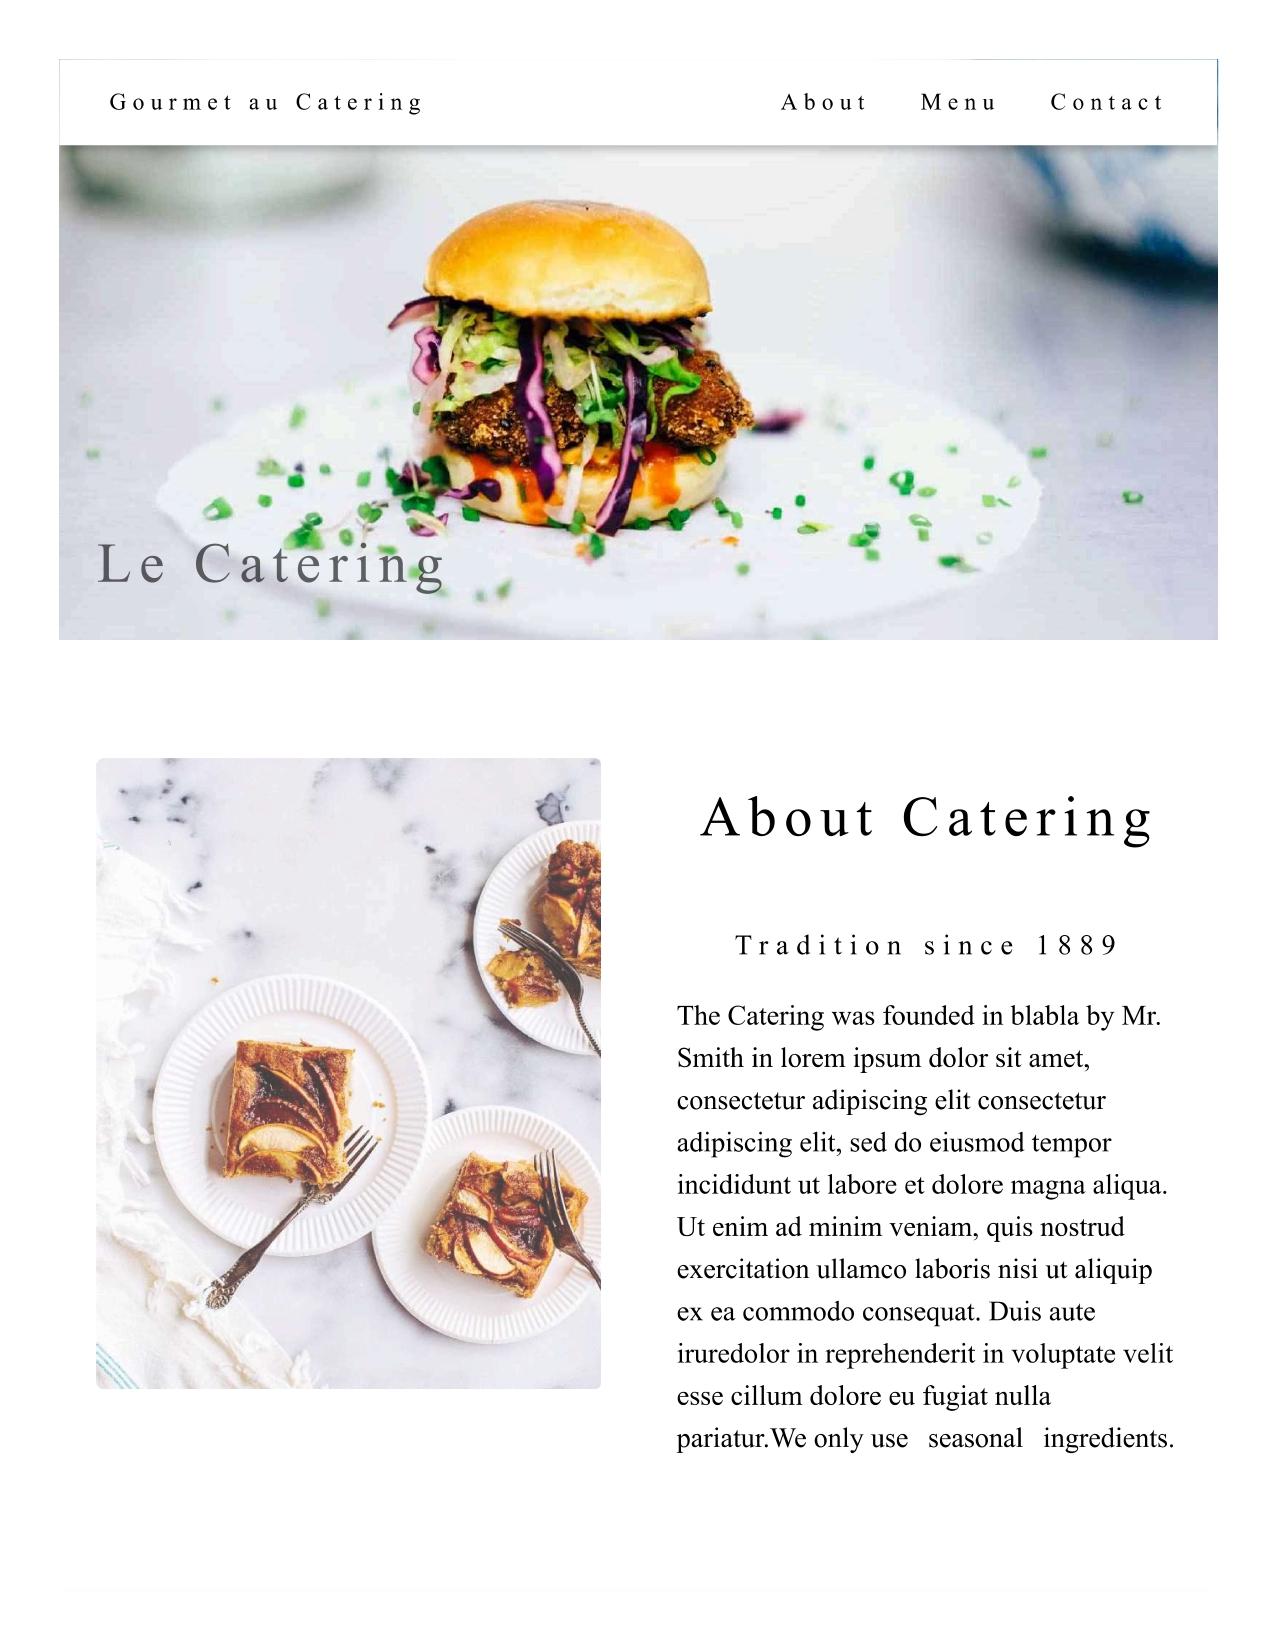 Gourmet au Catering About Menu Contact
Le Catering
About Catering
Tradition since 1889
The Catering was founded in blabla by Mr.
Smith in lorem ipsum dolor sit amet,
consectetur adipiscing elit consectetur
adipiscing elit, sed do eiusmod tempor
incididunt ut labore et dolore magna aliqua.
Ut enim ad minim veniam, quis nostrud
exercitation ullamco laboris nisi ut aliquip
ex ea commodo consequat. Duis aute
iruredolor in reprehenderit in voluptate velit
esse cillum dolore eu fugiat nulla
pariatur.We only use seasonal ingredients.